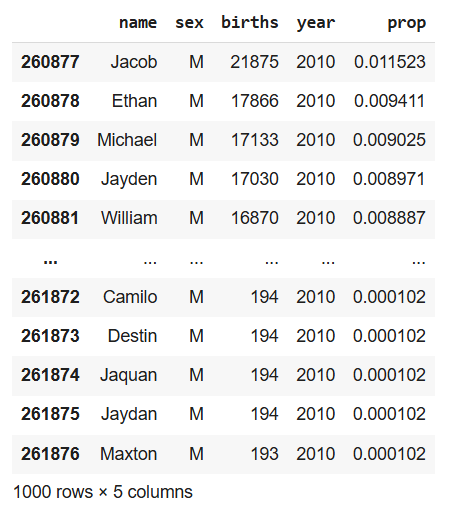 name sex births year prop
260877 Jacob M 21875 2010 0.011523
260878 Ethan M 17866 2010 0.009411
260879 Michael M 17133 2010 0.009025
260880 Jayden M 17030 2010 0.008971
260881 William M 16870 2010 0.008887
... ... ... ... ... ...
261872 Camilo M 194 2010 0.000102
261873 Destin M 194 2010 0.000102
261874 Jaquan M 194 2010 0.000102
261875 Jaydan M 194 2010 0.000102
261876 Maxton M 193 2010 0.000102
1000 rows × 5 columns